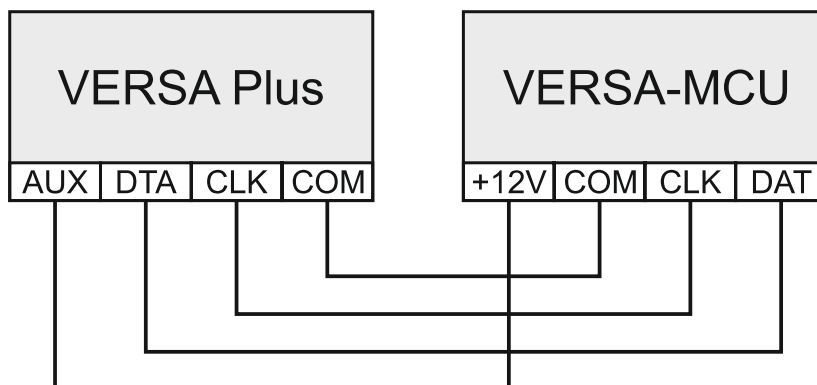 VERSA Plus
AUX DTA CLK COM
VERSA-MCU
+12V COM CLK DAT